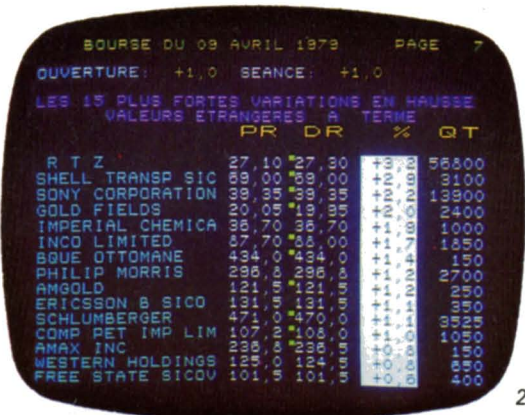 BOURSE DU 09 AVRIL 1979 PAGE 7
OUVERTURE: +1,0 SEANCE: +1,0
LES 15 PLUS FORTES VARIATIONS EN HAUSSE
VALEURS ETRANGERES A TERME
PR DR % QT
R T Z 27,10 27,30 +3,2 56800
SHELL TRANSP SIC 69,00 69,00 +2,9 3100
SONY CORPORATION 39,35 39,35 +2,2 13900
GOLD FIELDS 20,05 19,95 +2,0 2400
IMPERIAL CHEMICA 36,70 36,70 +1,9 1000
INCO LIMITED 87,70 88,00 +1,7 1850
BQUE OTTOMANE 434,0 434,0 +1,4 150
PHILIP MORRIS 296,8 296,8 +1,2 2700
AMGOLD 121,5 121,5 +1,2 250
ERICSSON B SICO 131,5 131,5 +1,1 350
SCHLUMBERGER 471,0 470,0 +1,1 3525
COMP PET IMP LIM 107,2 108,0 1050
AMAX INC 236,5 236,5 +0,8 150
WESTERN HOLDINGS 125,0 124,5 +0,8 650
FREE STATE SICOV 101,5 101,5 +0,6 400
2